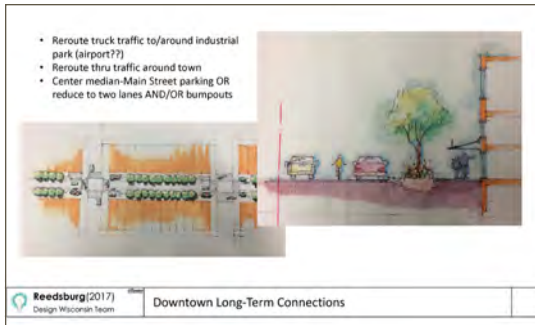 • Reroute truck traffic to/around industrial
park (airport??)
• Reroute thru traffic around town
• Center median-Main Street parking OR
reduce to two lanes AND/OR bumpouts
Reedsburg(2017)
Design Wisconsin Team
Downtown Long-Term Connections